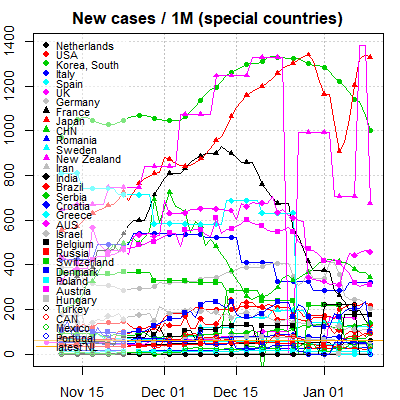 New cases / 1M (special countries)
1400
1200
1000
800
600
400
200
0
Netherlands
USA
Korea, South
Italy
Spain
UK
Germany
France
Japan
CHN
Romania
Sweden
New Zealand
Iran
India
Brazil
Serbia
Croatia
Greece
AUS
Israel
Belgium
Russia
Switzerland
Denmark
Poland
Austria
Hungary
Turkey
CAN
Mexico
Portugal
latest NL
Nov 15
Dec 01
Dec 15
Jan 01